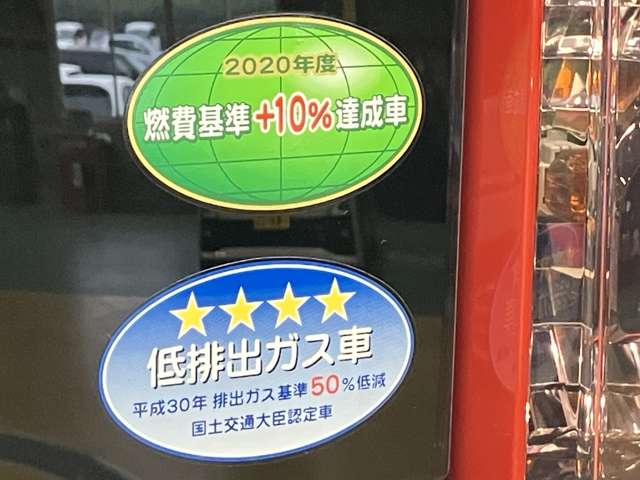 2020年度
燃費基準+10%達成車
低排出ガス車
平成30年 排出ガス基準50%低減
国土交通大臣認定車